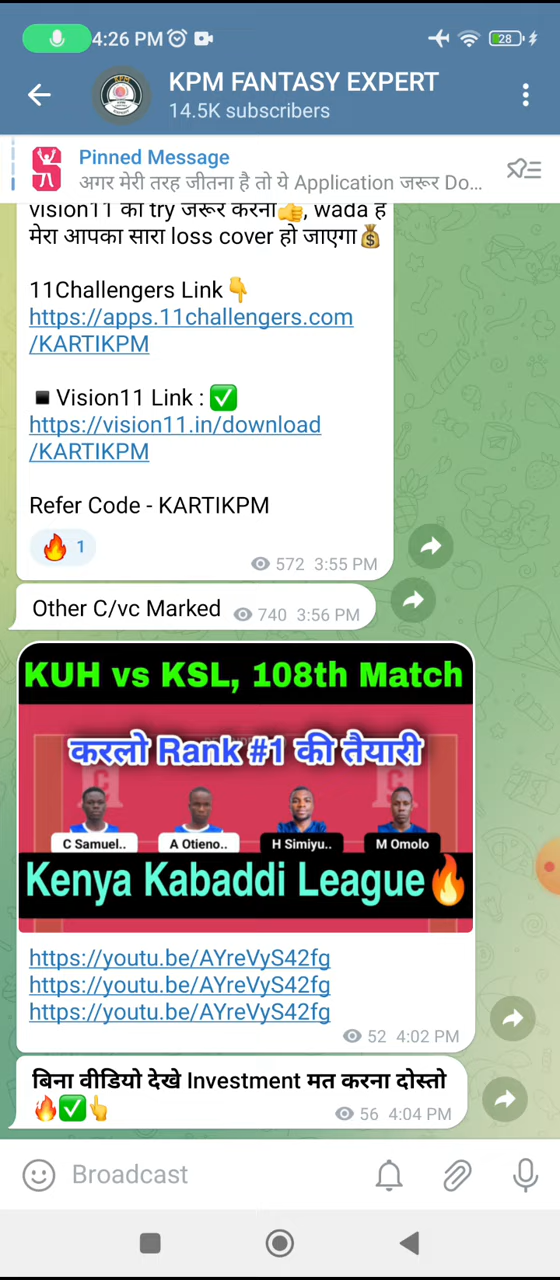 4:26 PM
28
KPM FANTASY EXPERT
14.5K subscribers
Pinned Message
अगर मेरी तरह जीतना है तो ये Application जरूर Do...
vision11 को try जरूर करना👍, wada है
मेरा आपका सारा loss cover हो जाएगा💰
11Challengers Link👇
https://apps.11challengers.com
/KARTIKPM
▪️Vision11 Link : ✅
https://vision11.in/download
/KARTIKPM
Refer Code - KARTIKPM
🔥 1
572 3:55 PM
Other C/vc Marked 740 3:56 PM
KUH vs KSL, 108th Match
करलो Rank #1 की तैयारी
C Samuel.. A Otieno.. H Simiyu.. M Omolo
Kenya Kabaddi League🔥
https://youtu.be/AYreVyS42fg
https://youtu.be/AYreVyS42fg
https://youtu.be/AYreVyS42fg
52 4:02 PM
बिना वीडियो देखे Investment मत करना दोस्तो
🔥✅👆 56 4:04 PM
Broadcast